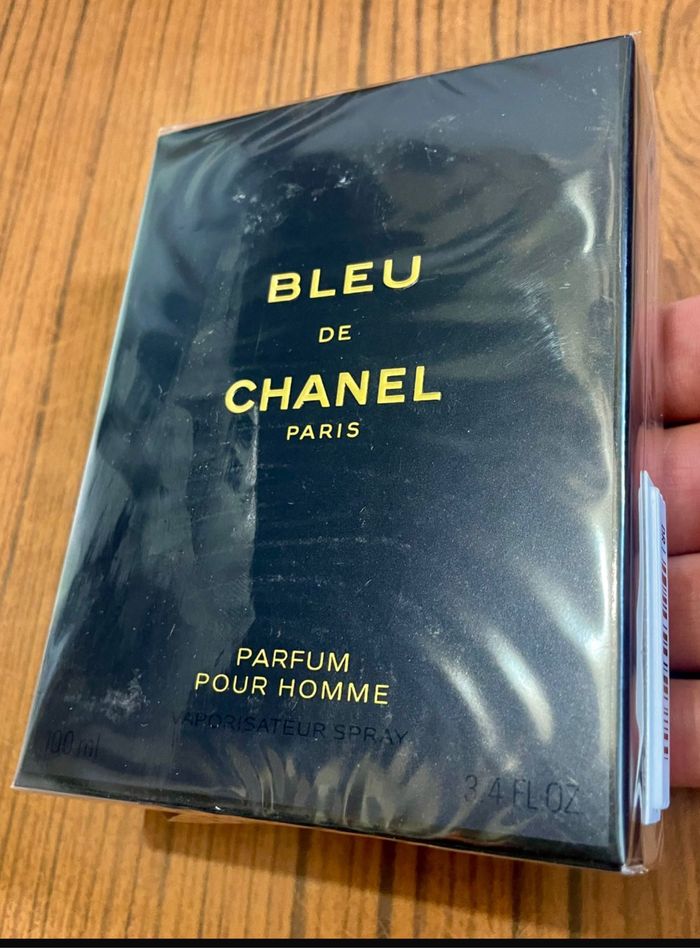 BLEU
DE
CHANEL
PARIS
PARFUM
POUR HOMME
VAPORISATEUR SPRAY
100 ml
3.4 FL OZ